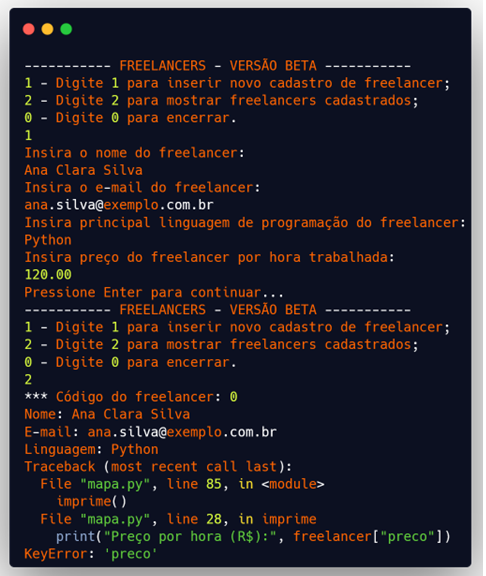 ----------- FREELANCERS - VERSÃO BETA -----------
1 - Digite 1 para inserir novo cadastro de freelancer;
2 - Digite 2 para mostrar freelancers cadastrados;
0 - Digite 0 para encerrar.
1
Insira o nome do freelancer:
Ana Clara Silva
Insira o e-mail do freelancer:
ana.silva@exemplo.com.br
Insira principal linguagem de programação do freelancer:
Python
Insira preço do freelancer por hora trabalhada:
120.00
Pressione Enter para continuar...
----------- FREELANCERS - VERSÃO BETA -----------
1 - Digite 1 para inserir novo cadastro de freelancer;
2 - Digite 2 para mostrar freelancers cadastrados;
0 - Digite 0 para encerrar.
2
*** Código do freelancer: 0
Nome: Ana Clara Silva
E-mail: ana.silva@exemplo.com.br
Linguagem: Python
Traceback (most recent call last):
  File "mapa.py", line 85, in <module>
    imprime()
  File "mapa.py", line 28, in imprime
    print("Preço por hora (R$):", freelancer["preco"])
KeyError: 'preco'